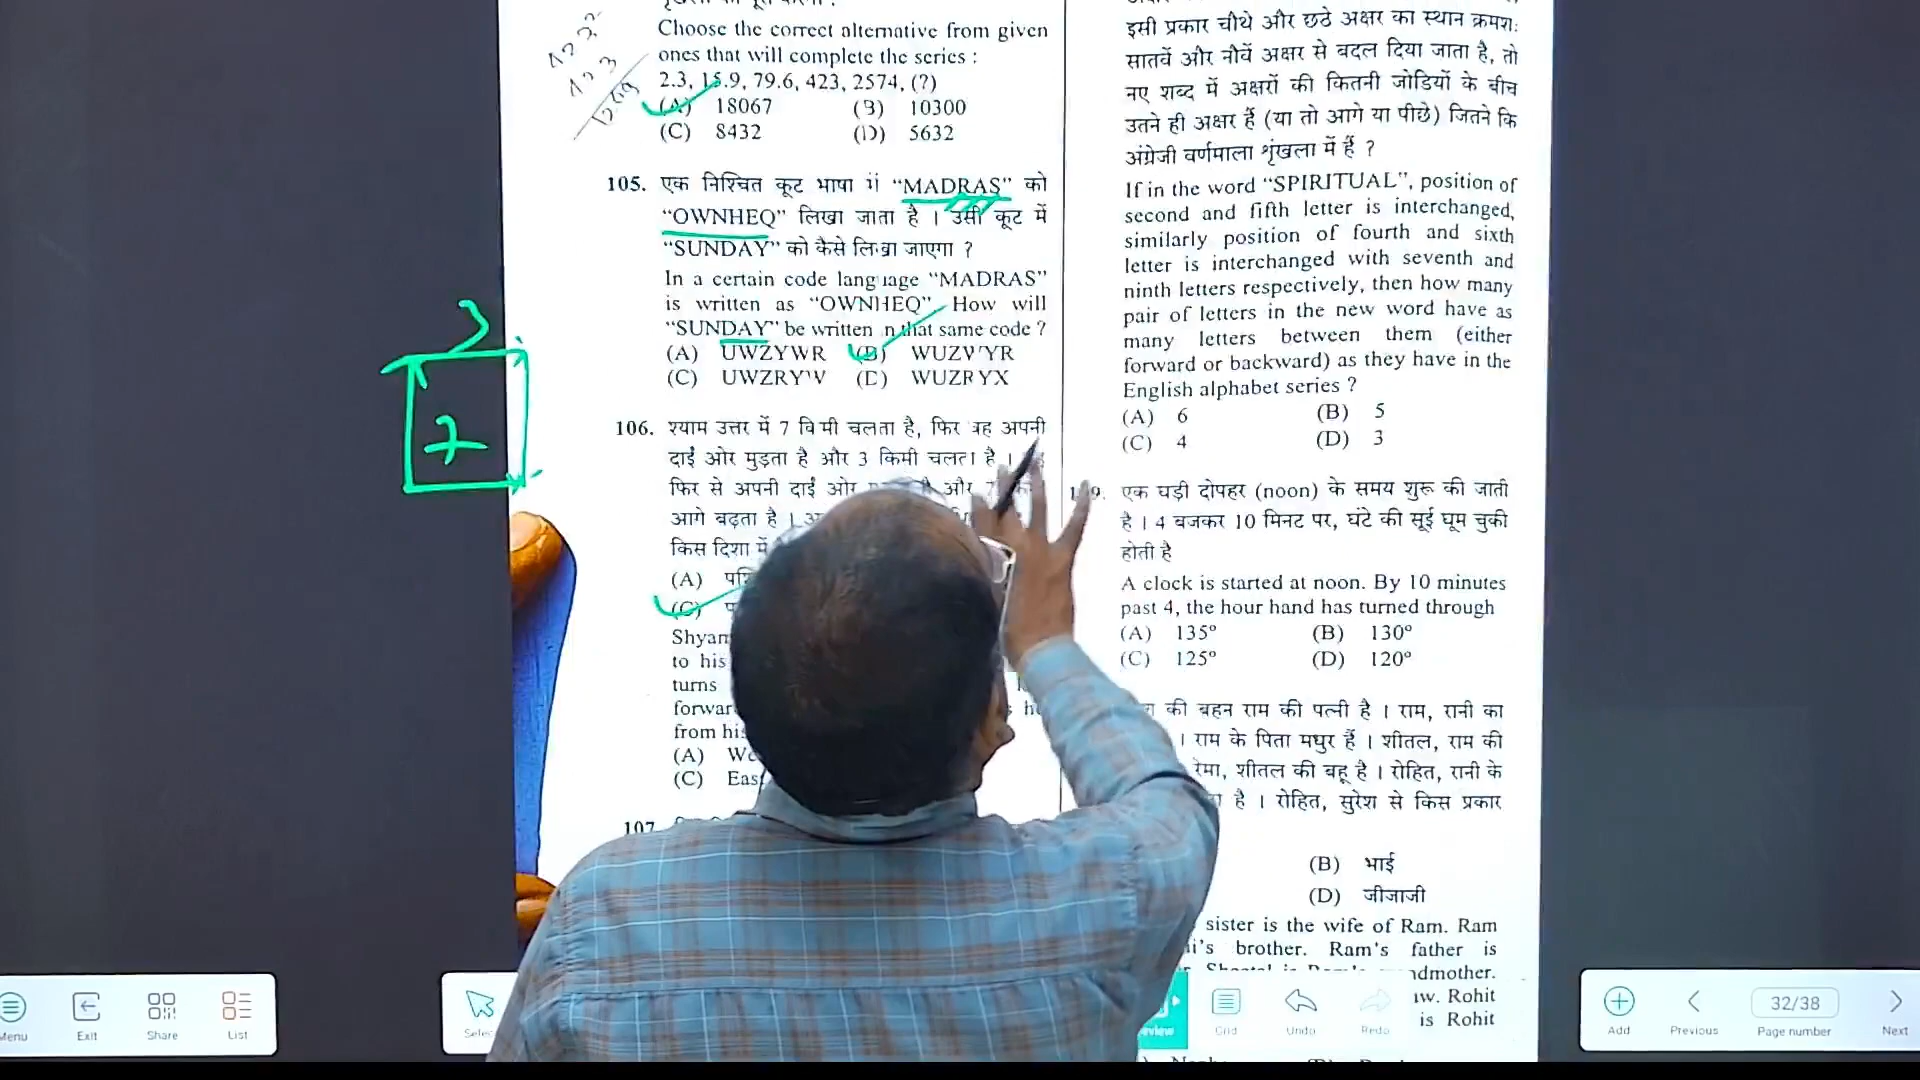 Choose the correct alternative from given
ones that will complete the series :
2.3, 15.9, 79.6, 423, 2574, (?)
(A) 18067 (B) 10300
(C) 8432 (D) 5632
105. एक निश्चित कूट भाषा में “MADRAS” को
“OWNHEQ” लिखा जाता है । उसी कूट में
“SUNDAY” को कैसे लिखा जाएगा ?
In a certain code language “MADRAS”
is written as “OWNHEQ”. How will
“SUNDAY” be written in that same code ?
(A) UWZYWR (B) WUZWYR
(C) UWZRYW (D) WUZRYX
106. श्याम उत्तर में 7 किमी चलता है, फिर वह अपनी
दाईं ओर मुड़ता है और 3 किमी चलता है ।
फिर से अपनी दाईं ओर और 7
आगे बढ़ता है ।
किस दिशा में
(A)
(C)
Shyam
to his
turns
forward
from his
(A)
(C) East
107
3
7
इसी प्रकार चौथे और छठे अक्षर का स्थान क्रमशः
सातवें और नौवें अक्षर से बदल दिया जाता है, तो
नए शब्द में अक्षरों की कितनी जोड़ियों के बीच
उतने ही अक्षर हैं (या तो आगे या पीछे) जितने कि
अंग्रेजी वर्णमाला शृंखला में हैं ?
If in the word “SPIRITUAL”, position of
second and fifth letter is interchanged,
similarly position of fourth and sixth
letter is interchanged with seventh and
ninth letters respectively, then how many
pair of letters in the new word have as
many letters between them (either
forward or backward) as they have in the
English alphabet series ?
(A) 6 (B) 5
(C) 4 (D) 3
एक घड़ी दोपहर (noon) के समय शुरू की जाती
है । 4 बजकर 10 मिनट पर, घंटे की सूई घूम चुकी
होती है
A clock is started at noon. By 10 minutes
past 4, the hour hand has turned through
(A) 135° (B) 130°
(C) 125° (D) 120°
की बहन राम की पत्नी है । राम, रानी का
। राम के पिता मधुर हैं । शीतल, राम की
रेमा, शीतल की बहू है । रोहित, रानी के
है । रोहित, सुरेश से किस प्रकार
(B) भाई
(D) जीजाजी
sister is the wife of Ram. Ram
brother. Ram's father is
is Rohit
Menu Exit Share List
Grid Undo Redo
Add Previous 32/38 Page number Next